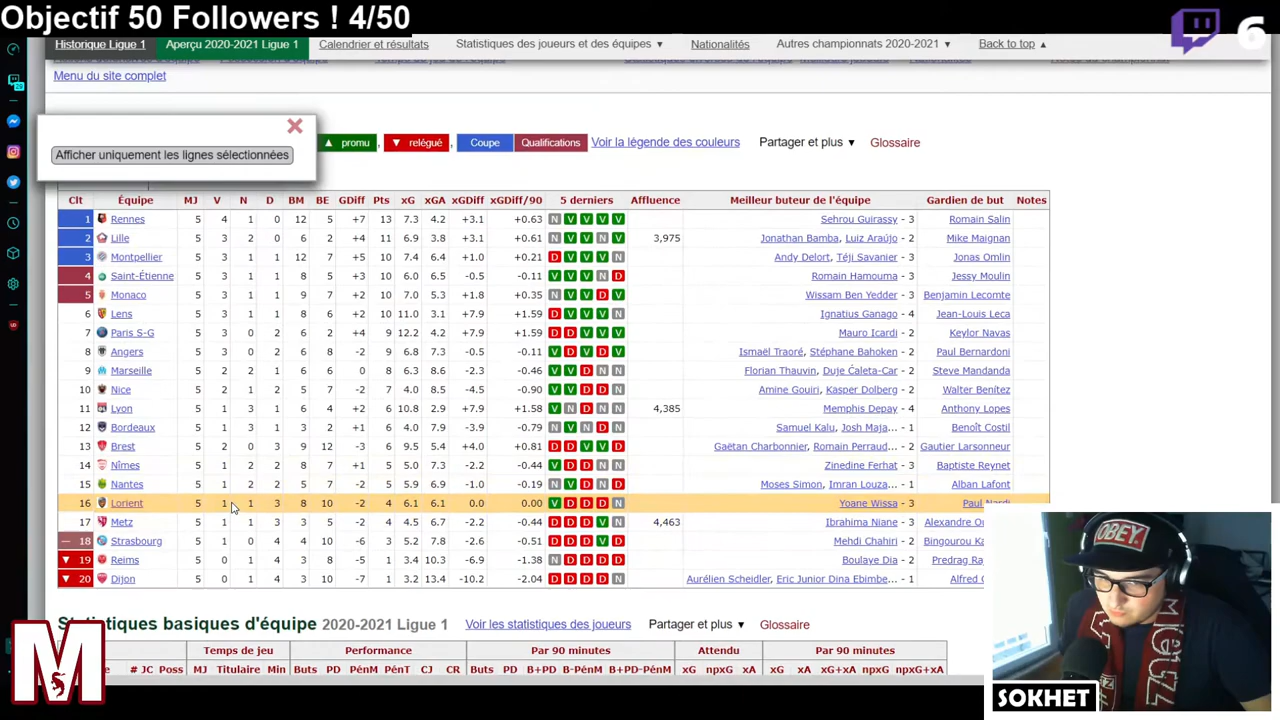 Objectif 50 Followers ! 4/50
6
Historique Ligue 1 Aperçu 2020-2021 Ligue 1 Calendrier et résultats Statistiques des joueurs et des équipes ▼ Nationalités Autres championnats 2020-2021 ▼ Back to top ▲
Menu du site complet
Afficher uniquement les lignes sélectionnées
▲ promu, ▼ relégué, Coupe Qualifications Voir la légende des couleurs Partager et plus ▼ Glossaire
Clt Équipe MJ V N D BM BE GDiff Pts xG xGA xGDiff xGDiff/90 5 derniers Affluence Meilleur buteur de l'équipe Gardien de but Notes
1 Rennes 5 4 1 0 12 5 +7 13 7.3 4.2 +3.1 +0.63 N V V V V Sehrou Guirassy - 3 Romain Salin
2 Lille 5 3 2 0 6 2 +4 11 6.9 3.8 +3.1 +0.61 N V V N V 3,975 Jonathan Bamba, Luiz Araújo - 2 Mike Maignan
3 Montpellier 5 3 1 1 12 7 +5 10 7.4 6.4 +1.0 +0.21 D V V N V Andy Delort, Téji Savanier - 3 Jonas Omlin
4 Saint-Étienne 5 3 1 1 8 5 +3 10 6.0 6.5 -0.5 -0.11 V V V N D Romain Hamouma - 3 Jessy Moulin
5 Monaco 5 3 1 1 9 7 +2 10 7.0 5.3 +1.8 +0.35 N V V D V Wissam Ben Yedder - 3 Benjamin Lecomte
6 Lens 5 3 1 1 8 6 +2 10 11.0 3.1 +7.9 +1.59 D V V V N Ignatius Ganago - 4 Jean-Louis Leca
7 Paris S-G 5 3 0 2 6 2 +4 9 12.2 4.2 +7.9 +1.59 D D V V V Mauro Icardi - 2 Keylor Navas
8 Angers 5 3 0 2 6 8 -2 9 6.8 7.3 -0.5 -0.11 V D V D V Ismaël Traoré, Stéphane Bahoken - 2 Paul Bernardoni
9 Marseille 5 2 2 1 6 6 0 8 6.3 8.6 -2.3 -0.46 V V D N N Florian Thauvin, Duje Ćaleta-Car - 2 Steve Mandanda
10 Nice 5 2 1 2 5 7 -2 7 4.0 8.5 -4.5 -0.90 V V D D N Amine Gouiri, Kasper Dolberg - 2 Walter Benítez
11 Lyon 5 1 3 1 6 4 +2 6 10.8 2.9 +7.9 +1.58 V N D N N 4,385 Memphis Depay - 4 Anthony Lopes
12 Bordeaux 5 1 3 1 3 2 +1 6 4.0 7.9 -3.9 -0.79 N V N D N Samuel Kalu, Josh Maja... - 1 Benoît Costil
13 Brest 5 2 0 3 9 12 -3 6 9.5 5.4 +4.0 +0.81 D D V V D Gaëtan Charbonnier, Romain Perraud... - 2 Gautier Larsonneur
14 Nîmes 5 1 2 2 8 7 +1 5 5.0 7.3 -2.2 -0.44 V D D N N Zinedine Ferhat - 3 Baptiste Reynet
15 Nantes 5 1 2 2 5 7 -2 5 5.9 6.9 -1.0 -0.19 N V D D N Moses Simon, Imran Louza... - 1 Alban Lafont
16 Lorient 5 1 1 3 8 10 -2 4 6.1 6.1 0.0 0.00 V D D D N Yoane Wissa - 3
17 Metz 5 1 1 3 3 5 -2 4 4.5 6.7 -2.2 -0.44 D D D V N 4,463 Ibrahima Niane - 3 Alexandre
— 18 Strasbourg 5 1 0 4 4 10 -6 3 5.2 7.8 -2.6 -0.51 D D D V D Mehdi Chahiri - 2 Bingourou
▼ 19 Reims 5 0 1 4 3 8 -5 1 3.4 10.3 -6.9 -1.38 N D D D D Boulaye Dia - 2 Predrag
▼ 20 Dijon 5 0 1 4 3 10 -7 1 3.2 13.4 -10.2 -2.04 D D D D N Aurélien Scheidler, Eric Junior Dina Ebimbe... - 1 Alfred
Statistiques basiques d'équipe 2020-2021 Ligue 1 Voir les statistiques des joueurs Partager et plus ▼ Glossaire
Temps de jeu Performance Par 90 minutes Attendu Par 90 minutes
# JC Poss MJ Titulaire Min Buts PD PénM PénT CJ CR Buts PD B+PD B-PénM B+PD-PénM xG npxG xA xG xA xG+xA npxG npxG+xA
M
OBEY
Metz
SOKHET